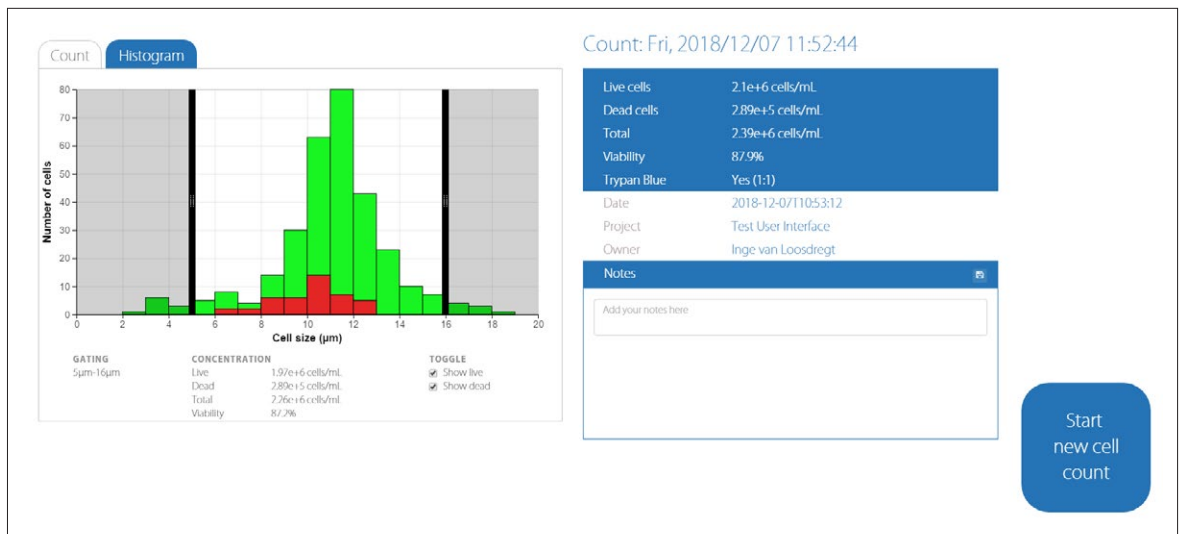 Count
Histogram
80
70
60
50
40
30
20
10
0
Number of cells
0 2 4 6 8 10 12 14 16 18 20
Cell size (µm)
GATING
5µm-16µm
CONCENTRATION
Live 1.97e+6 cells/mL
Dead 2.89e+5 cells/mL
Total 2.26e+6 cells/mL
Viability 87.2%
TOGGLE
Show live
Show dead
Count: Fri, 2018/12/07 11:52:44
Live cells 2.1e+6 cells/mL
Dead cells 2.89e+5 cells/mL
Total 2.39e+6 cells/mL
Viability 87.9%
Trypan Blue Yes (1:1)
Date 2018-12-07T10:53:12
Project Test User Interface
Owner Inge van Loosdregt
Notes
Add your notes here
Start
new cell
count